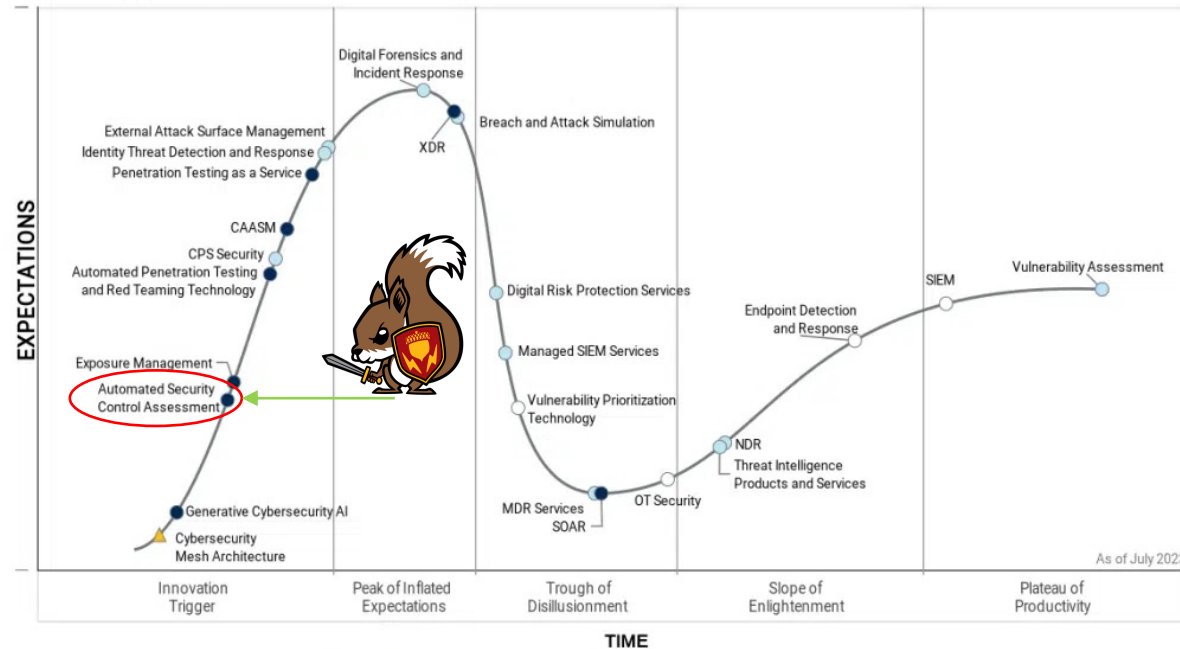 EXPECTATIONS
Digital Forensics and
Incident Response
XDR
Breach and Attack Simulation
External Attack Surface Management
Identity Threat Detection and Response
Penetration Testing as a Service
CAASM
CPS Security
Automated Penetration Testing
and Red Teaming Technology
Exposure Management
Automated Security
Control Assessment
Generative Cybersecurity AI
Cybersecurity
Mesh Architecture
Digital Risk Protection Services
Managed SIEM Services
Vulnerability Prioritization
Technology
MDR Services
SOAR
OT Security
NDR
Threat Intelligence
Products and Services
Endpoint Detection
and Response
SIEM
Vulnerability Assessment
As of July 2023
Innovation
Trigger
Peak of Inflated
Expectations
Trough of
Disillusionment
Slope of
Enlightenment
Plateau of
Productivity
TIME